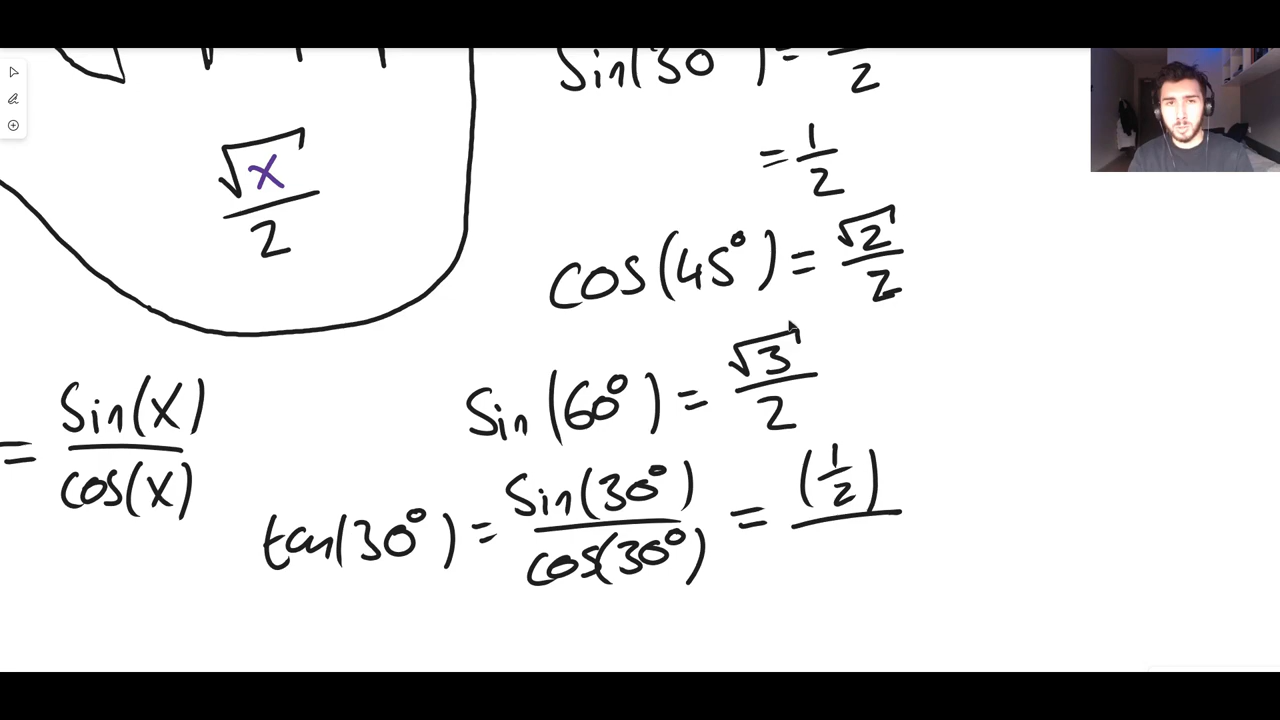 Sin(30°) = /2
= 1/2
√x/2
cos(45°) = √2/2
Sin(60°) = √3/2
= Sin(x)/cos(x)
tan(30°) = Sin(30°)/cos(30°) = (1/2)/